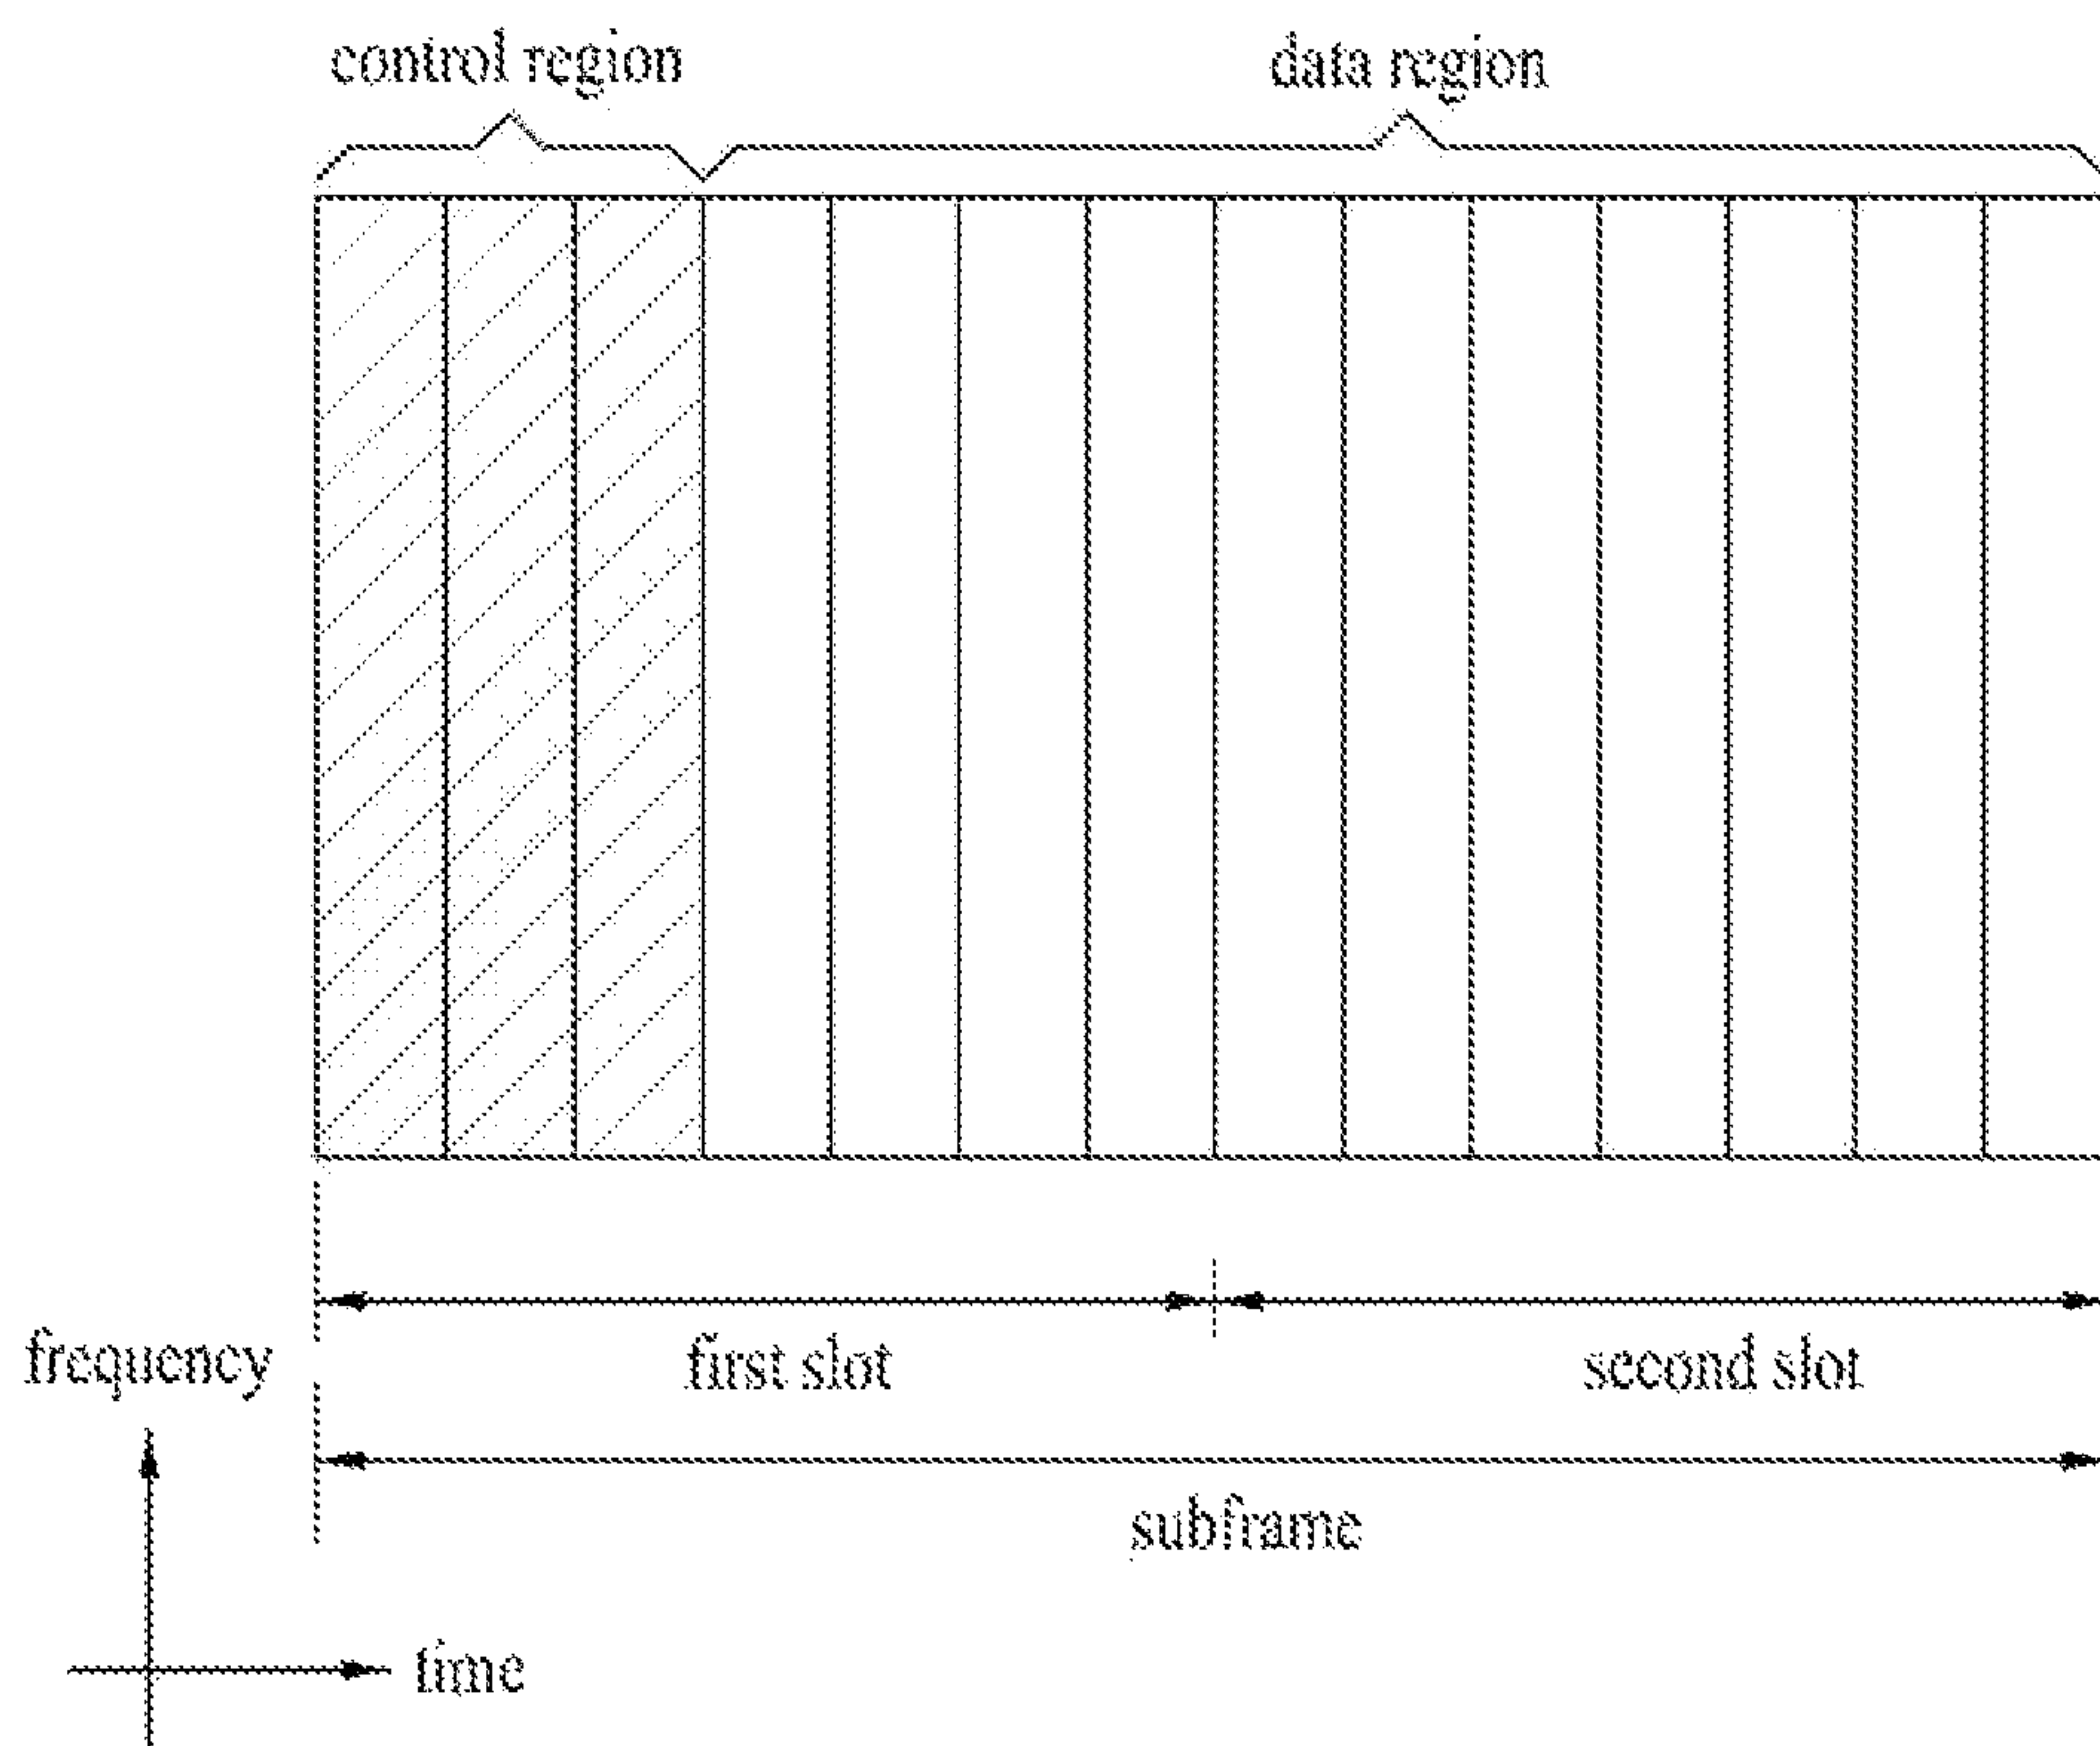 control region
data region
first slot
second slot
frequency
subframe
time